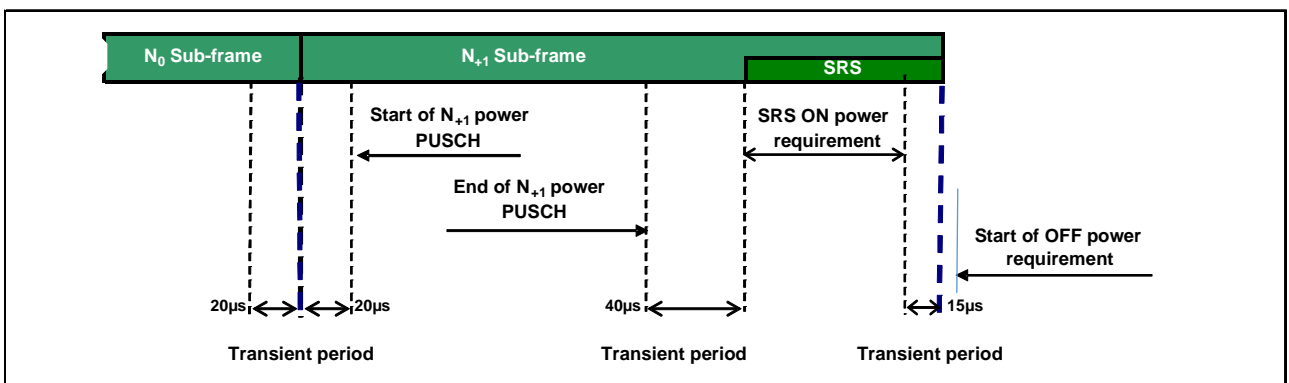 N₀ Sub-frame
N₊₁ Sub-frame
SRS
Start of N₊₁ power
PUSCH
SRS ON power
requirement
End of N₊₁ power
PUSCH
Start of OFF power
requirement
20µs
20µs
40µs
15µs
Transient period
Transient period
Transient period